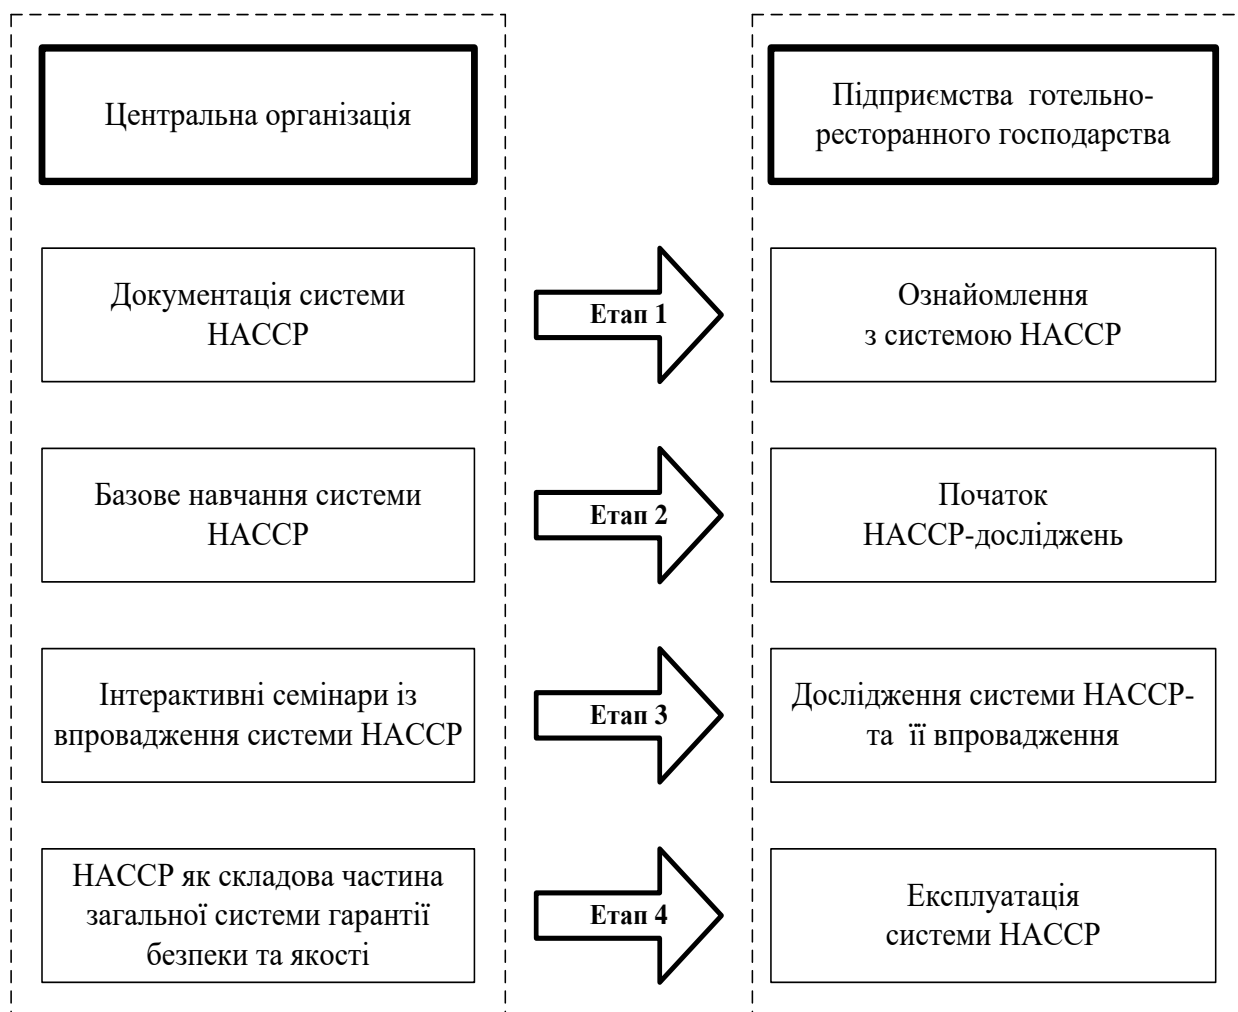 Центральна організація
Підприємства готельно-
ресторанного господарства
Документація системи
НАССР
Етап 1
Ознайомлення
з системою НАССР
Базове навчання системи
НАССР
Етап 2
Початок
НАССР-досліджень
Інтерактивні семінари із
впровадження системи НАССР
Етап 3
Дослідження системи НАССР-
та її впровадження
НАССР як складова частина
загальної системи гарантії
безпеки та якості
Етап 4
Експлуатація
системи НАССР